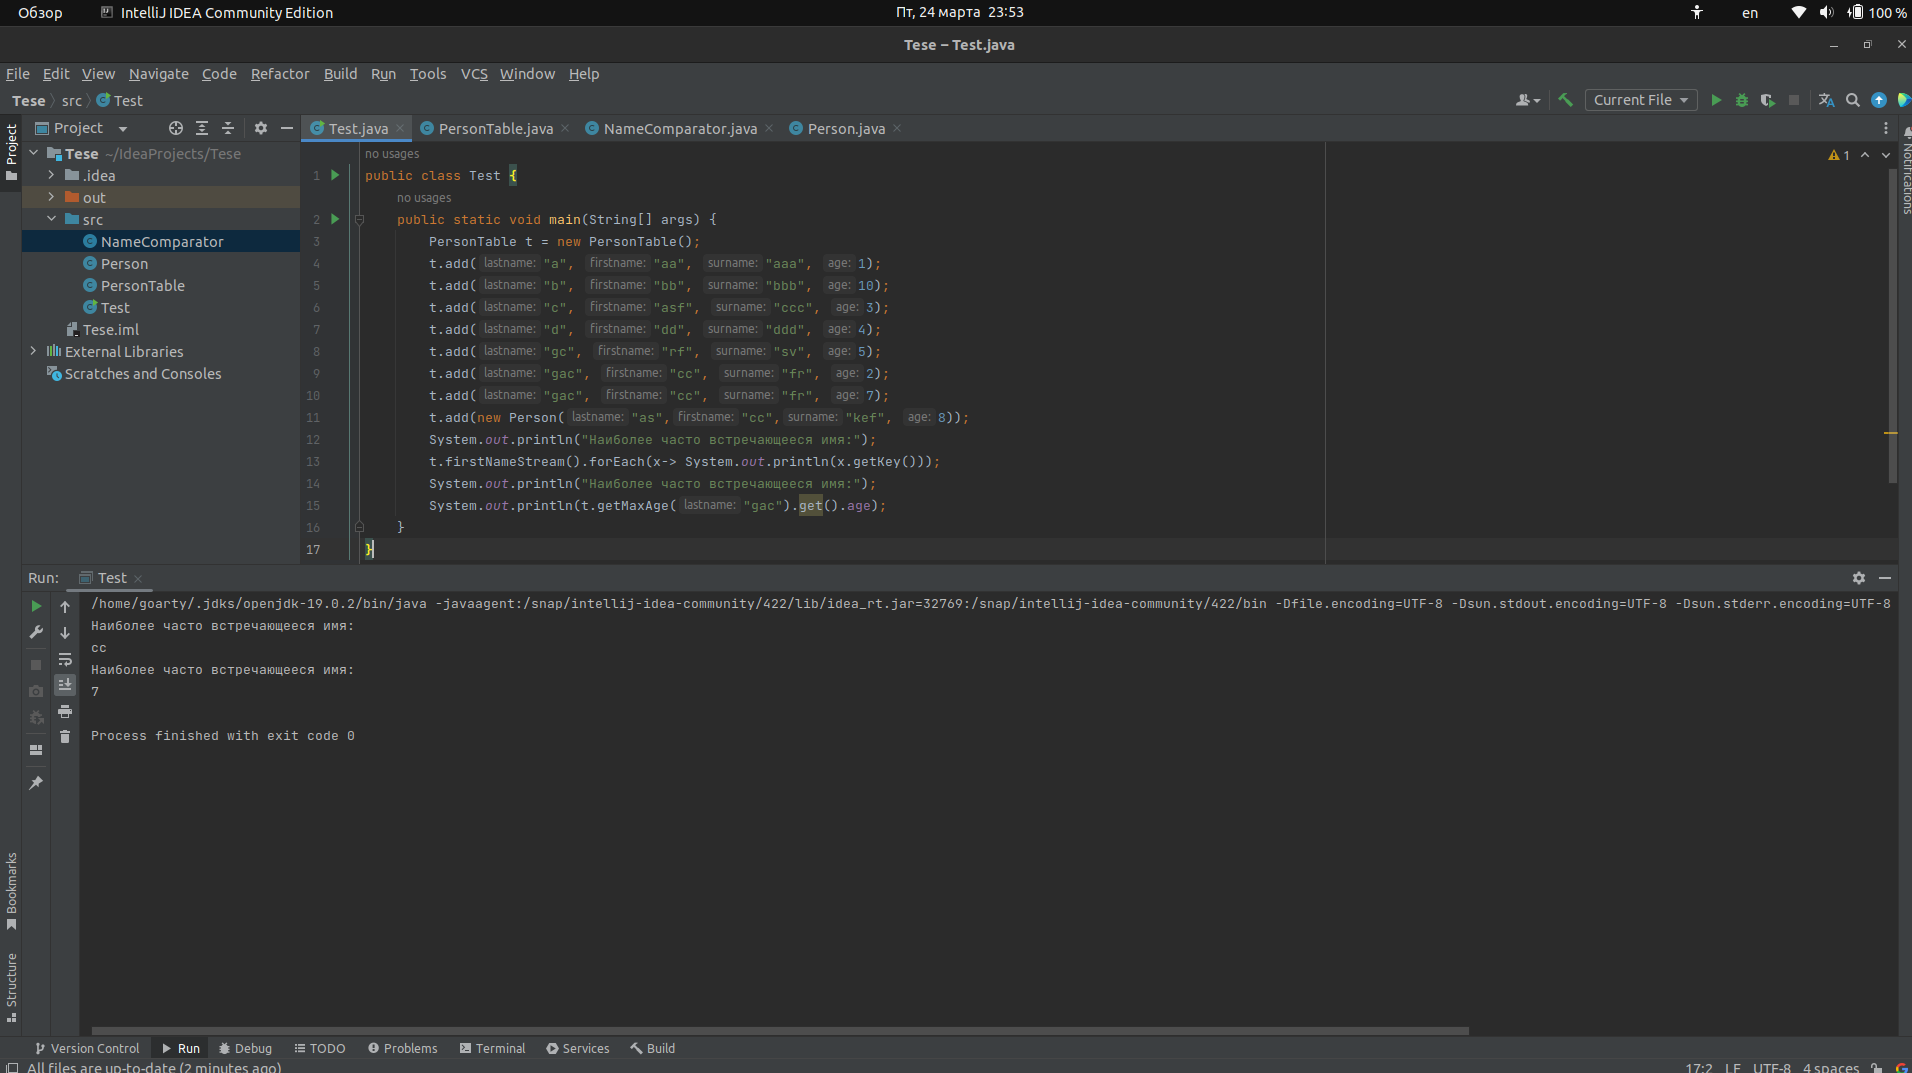 Обзор IntelliJ IDEA Community Edition Пт, 24 марта 23:53 en 100 %
Tese – Test.java
File Edit View Navigate Code Refactor Build Run Tools VCS Window Help
Tese src Test Current File
Project Project Test.java PersonTable.java NameComparator.java Person.java
Notifications
Tese ~/IdeaProjects/Tese
.idea
out
src
NameComparator
Person
PersonTable
Test
Tese.iml
External Libraries
Scratches and Consoles
no usages
1
1 public class Test {
no usages
2 public static void main(String[] args) {
3 PersonTable t = new PersonTable();
4 t.add( lastname: "a", firstname: "aa", surname: "aaa", age: 1);
5 t.add( lastname: "b", firstname: "bb", surname: "bbb", age: 10);
6 t.add( lastname: "c", firstname: "asf", surname: "ccc", age: 3);
7 t.add( lastname: "d", firstname: "dd", surname: "ddd", age: 4);
8 t.add( lastname: "gc", firstname: "rf", surname: "sv", age: 5);
9 t.add( lastname: "gac", firstname: "cc", surname: "fr", age: 2);
10 t.add( lastname: "gac", firstname: "cc", surname: "fr", age: 7);
11 t.add(new Person( lastname: "as", firstname: "cc", surname: "kef", age: 8));
12 System.out.println("Наиболее часто встречающееся имя:");
13 t.firstNameStream().forEach(x-> System.out.println(x.getKey()));
14 System.out.println("Наиболее часто встречающееся имя:");
15 System.out.println(t.getMaxAge( lastname: "gac").get().age);
16 }
17 }
Run: Test
/home/goarty/.jdks/openjdk-19.0.2/bin/java -javaagent:/snap/intellij-idea-community/422/lib/idea_rt.jar=32769:/snap/intellij-idea-community/422/bin -Dfile.encoding=UTF-8 -Dsun.stdout.encoding=UTF-8 -Dsun.stderr.encoding=UTF-8
Наиболее часто встречающееся имя:
cc
Наиболее часто встречающееся имя:
7
Process finished with exit code 0
Bookmarks
Structure
Version Control Run Debug TODO Problems Terminal Services Build
All files are up-to-date (2 minutes ago) 17:2 LF UTF-8 4 spaces